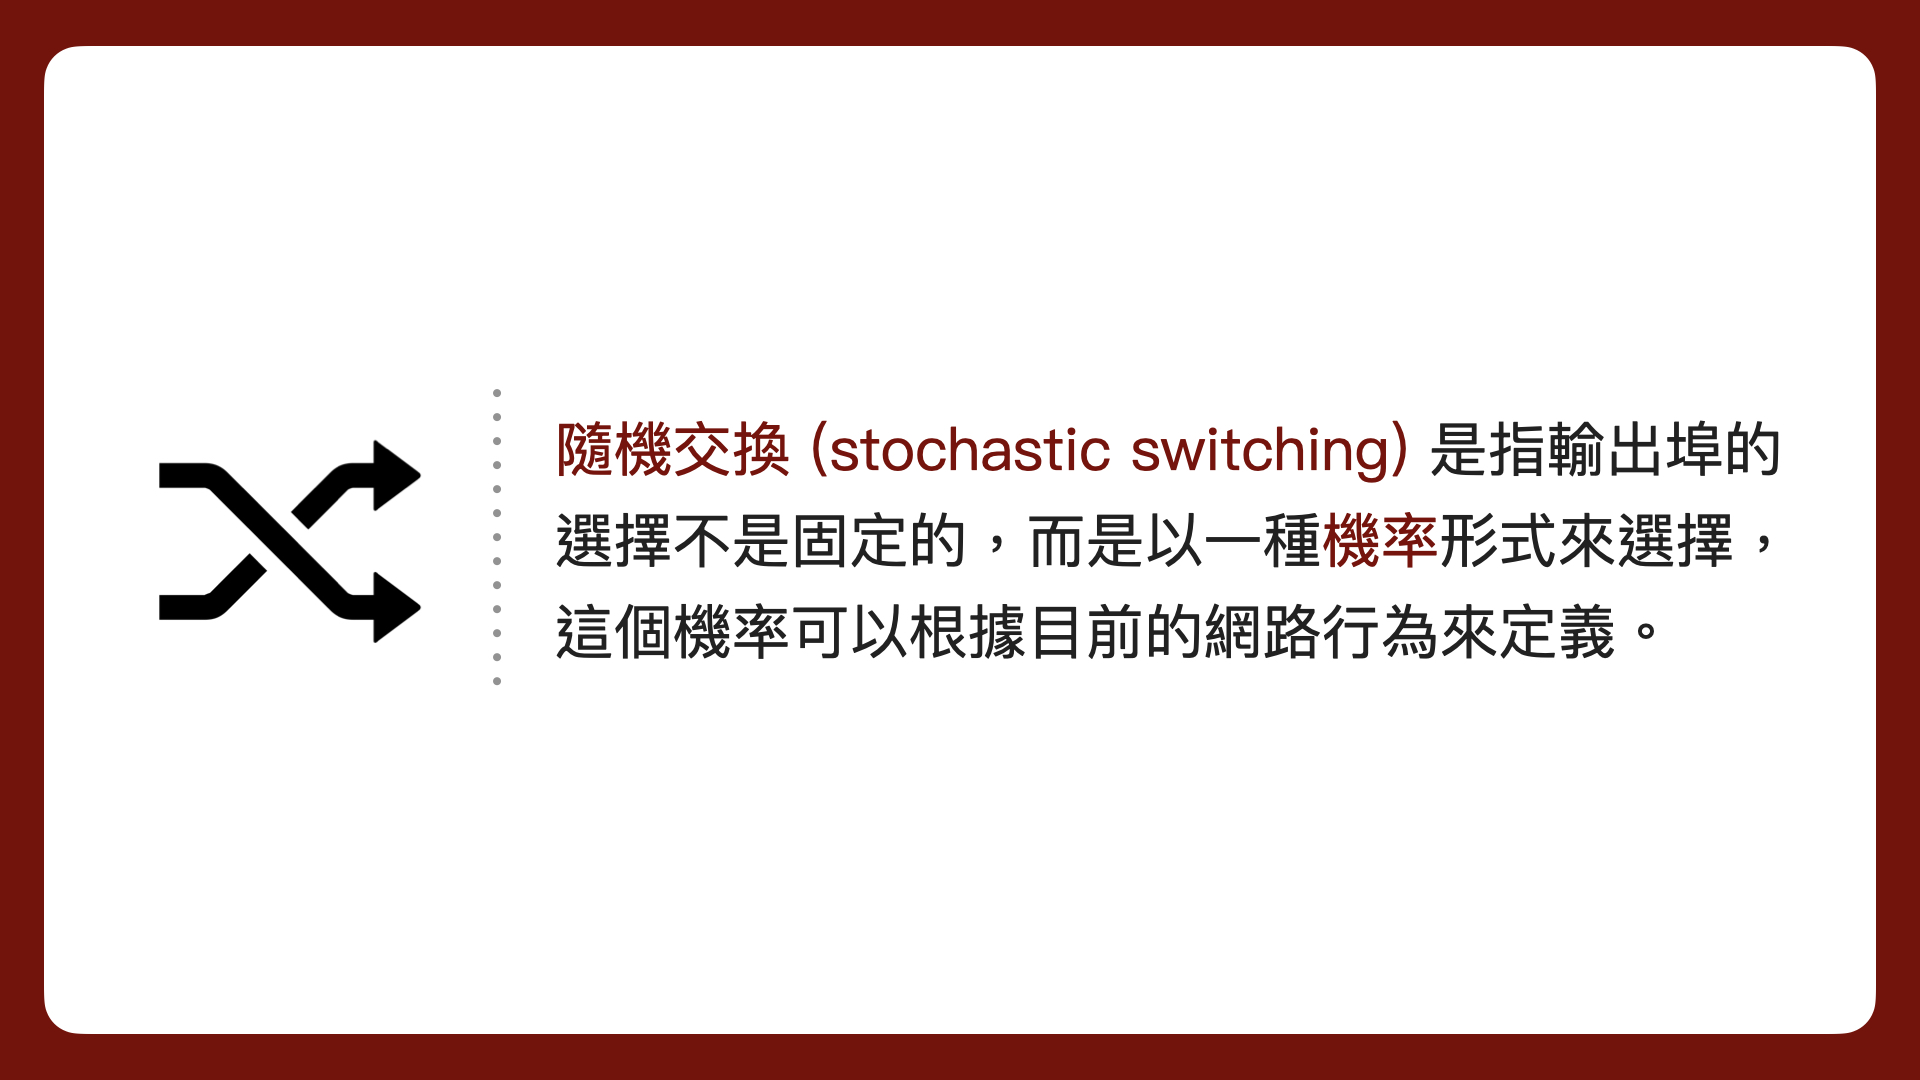 隨機交換 (stochastic switching) 是指輸出埠的
選擇不是固定的，而是以一種機率形式來選擇，
這個機率可以根據目前的網路行為來定義。